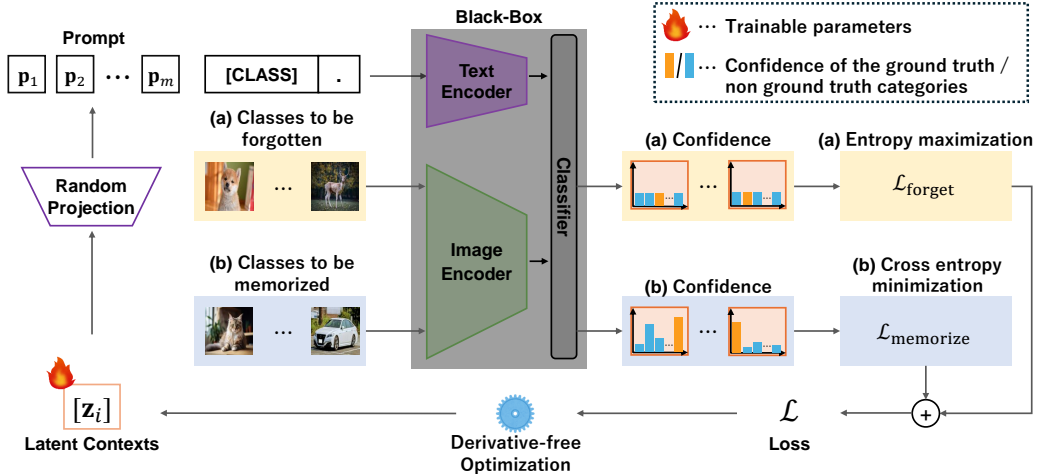 Prompt
p1 p2 ··· pm [CLASS] .
Black-Box
Text
Encoder
Image
Encoder
Classifier
··· Trainable parameters
··· Confidence of the ground truth /
non ground truth categories
(a) Classes to be
forgotten
···
(a) Confidence
··· ··· ···
(a) Entropy maximization
ℒforget
Random
Projection
(b) Classes to be
memorized
···
(b) Confidence
··· ··· ···
(b) Cross entropy
minimization
ℒmemorize
[zi]
Latent Contexts
Derivative-free
Optimization
ℒ
Loss
+